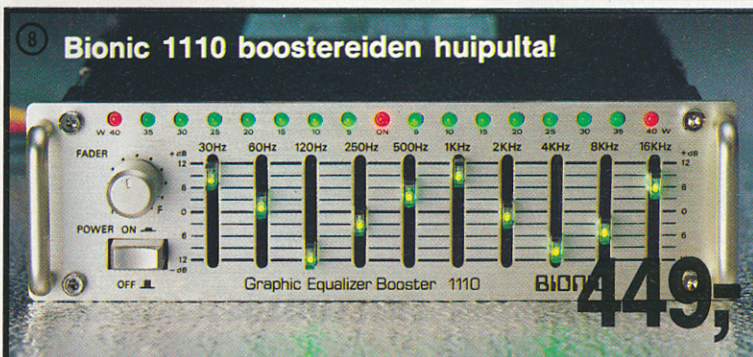 8
Bionic 1110 boostereiden huipulta!
W 40 35 30 25 20 15 10 5 ON 5 10 15 20 25 30 35 40 W
FADER
+dB 30Hz 60Hz 120Hz 250Hz 500Hz 1KHz 2KHz 4KHz 8KHz 16KHz +dB
12 12
6 6
0 0
F
POWER ON
6 6
12
-dB
OFF
Graphic Equalizer Booster 1110
449,-